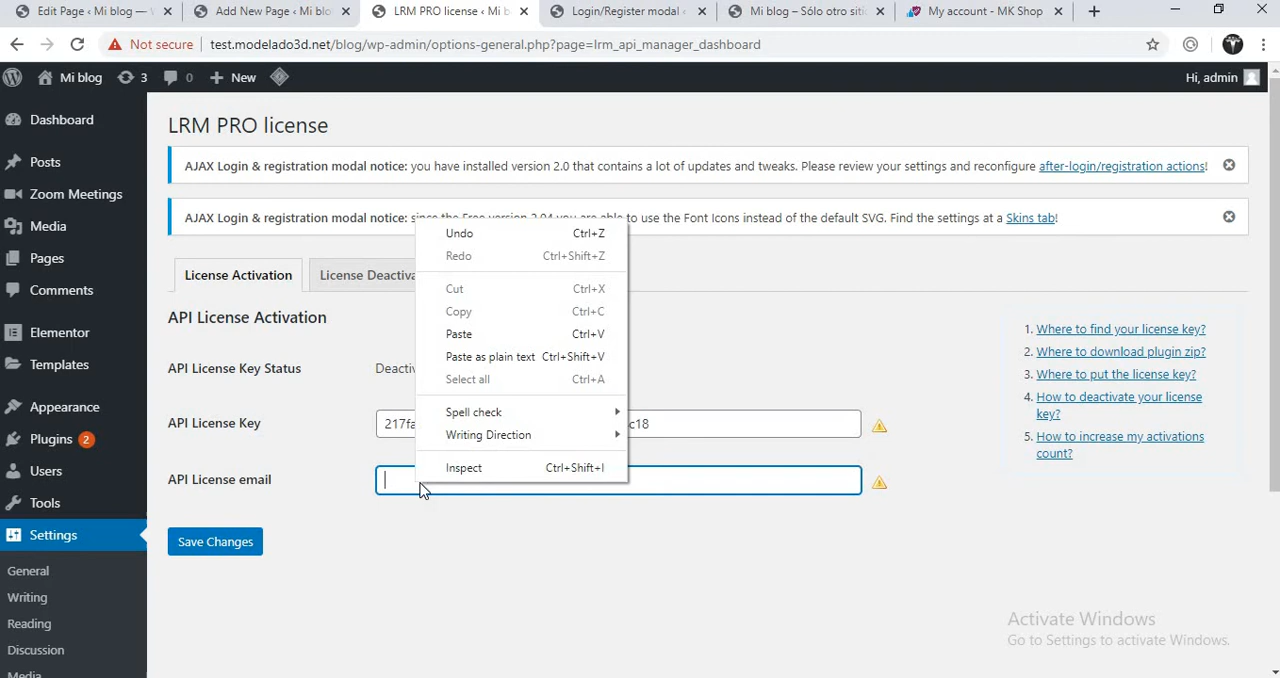 Edit Page ‹ Mi blog —
Add New Page ‹ Mi blo
LRM PRO license ‹ Mi b
Login/Register modal ‹
Mi blog – Sólo otro siti
My account - MK Shop
Not secure
test.modelado3d.net/blog/wp-admin/options-general.php?page=lrm_api_manager_dashboard
Mi blog
3
0
New
Hi, admin
Dashboard
Posts
Zoom Meetings
Media
Pages
Comments
Elementor
Templates
Appearance
Plugins 2
Users
Tools
Settings
General
Writing
Reading
Discussion
Media
LRM PRO license
AJAX Login & registration modal notice: you have installed version 2.0 that contains a lot of updates and tweaks. Please review your settings and reconfigure after-login/registration actions!
AJAX Login & registration modal notice: since the Free version 2.04 you are able to use the Font Icons instead of the default SVG. Find the settings at a Skins tab!
License Activation
License Deactiva
API License Activation
API License Key Status
Deactiv
API License Key
217fa
c18
API License email
Save Changes
Undo Ctrl+Z
Redo Ctrl+Shift+Z
Cut Ctrl+X
Copy Ctrl+C
Paste Ctrl+V
Paste as plain text Ctrl+Shift+V
Select all Ctrl+A
Spell check
Writing Direction
Inspect Ctrl+Shift+I
1. Where to find your license key?
2. Where to download plugin zip?
3. Where to put the license key?
4. How to deactivate your license
key?
5. How to increase my activations
count?
Activate Windows
Go to Settings to activate Windows.